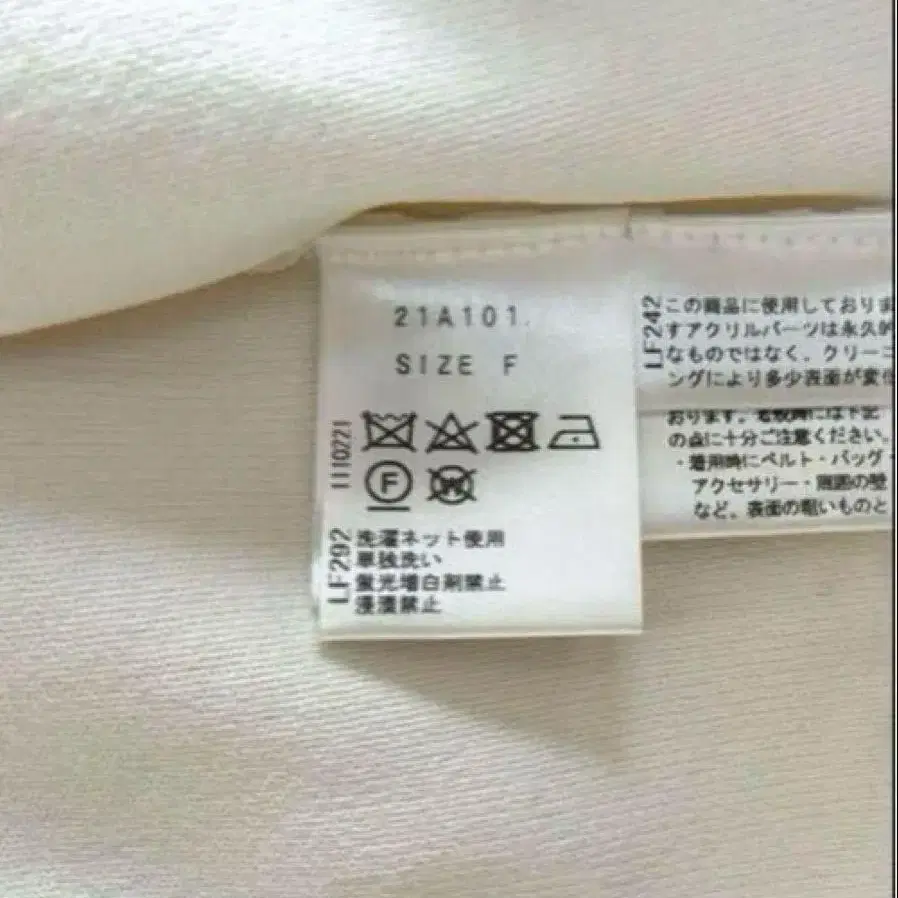 21A101.
SIZE F
1110221
F
W
LF292
洗濯ネット使用
単独洗い
蛍光増白剤禁止
浸漬禁止
LF242
この商品に使用しておりま
すアクリルパーツは永久的
なものではなく、クリーニ
ングにより多少表面が変化
おります。着用時には下記
の点に十分ご注意ください。
・着用時にベルト・バッグ・
アクセサリー・周囲の壁
など、表面の粗いものと